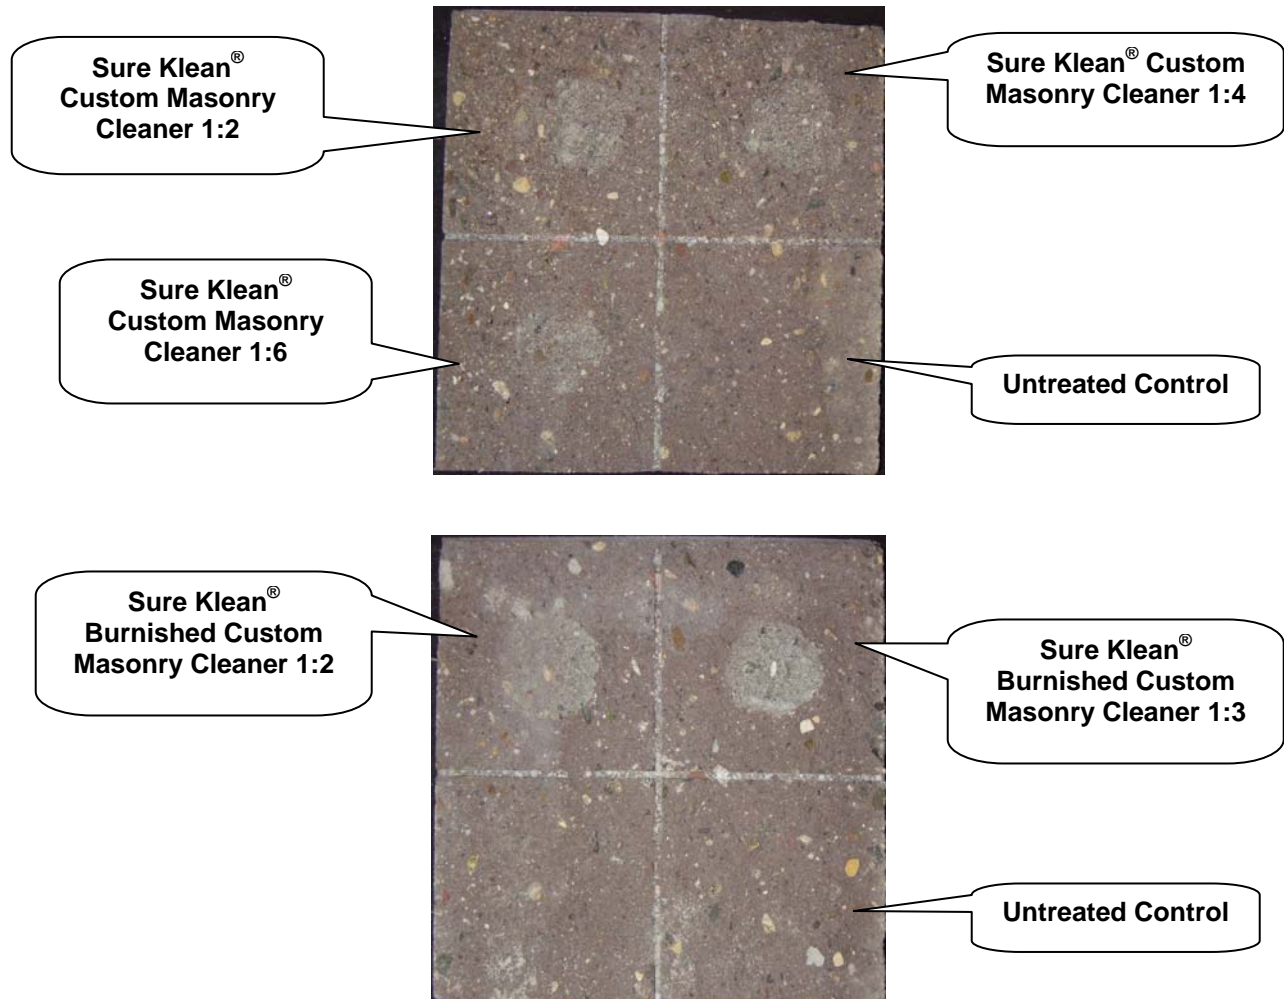 Sure Klean®
Custom Masonry
Cleaner 1:2
Sure Klean® Custom
Masonry Cleaner 1:4
Sure Klean®
Custom Masonry
Cleaner 1:6
Untreated Control
Sure Klean®
Burnished Custom
Masonry Cleaner 1:2
Sure Klean®
Burnished Custom
Masonry Cleaner 1:3
Untreated Control